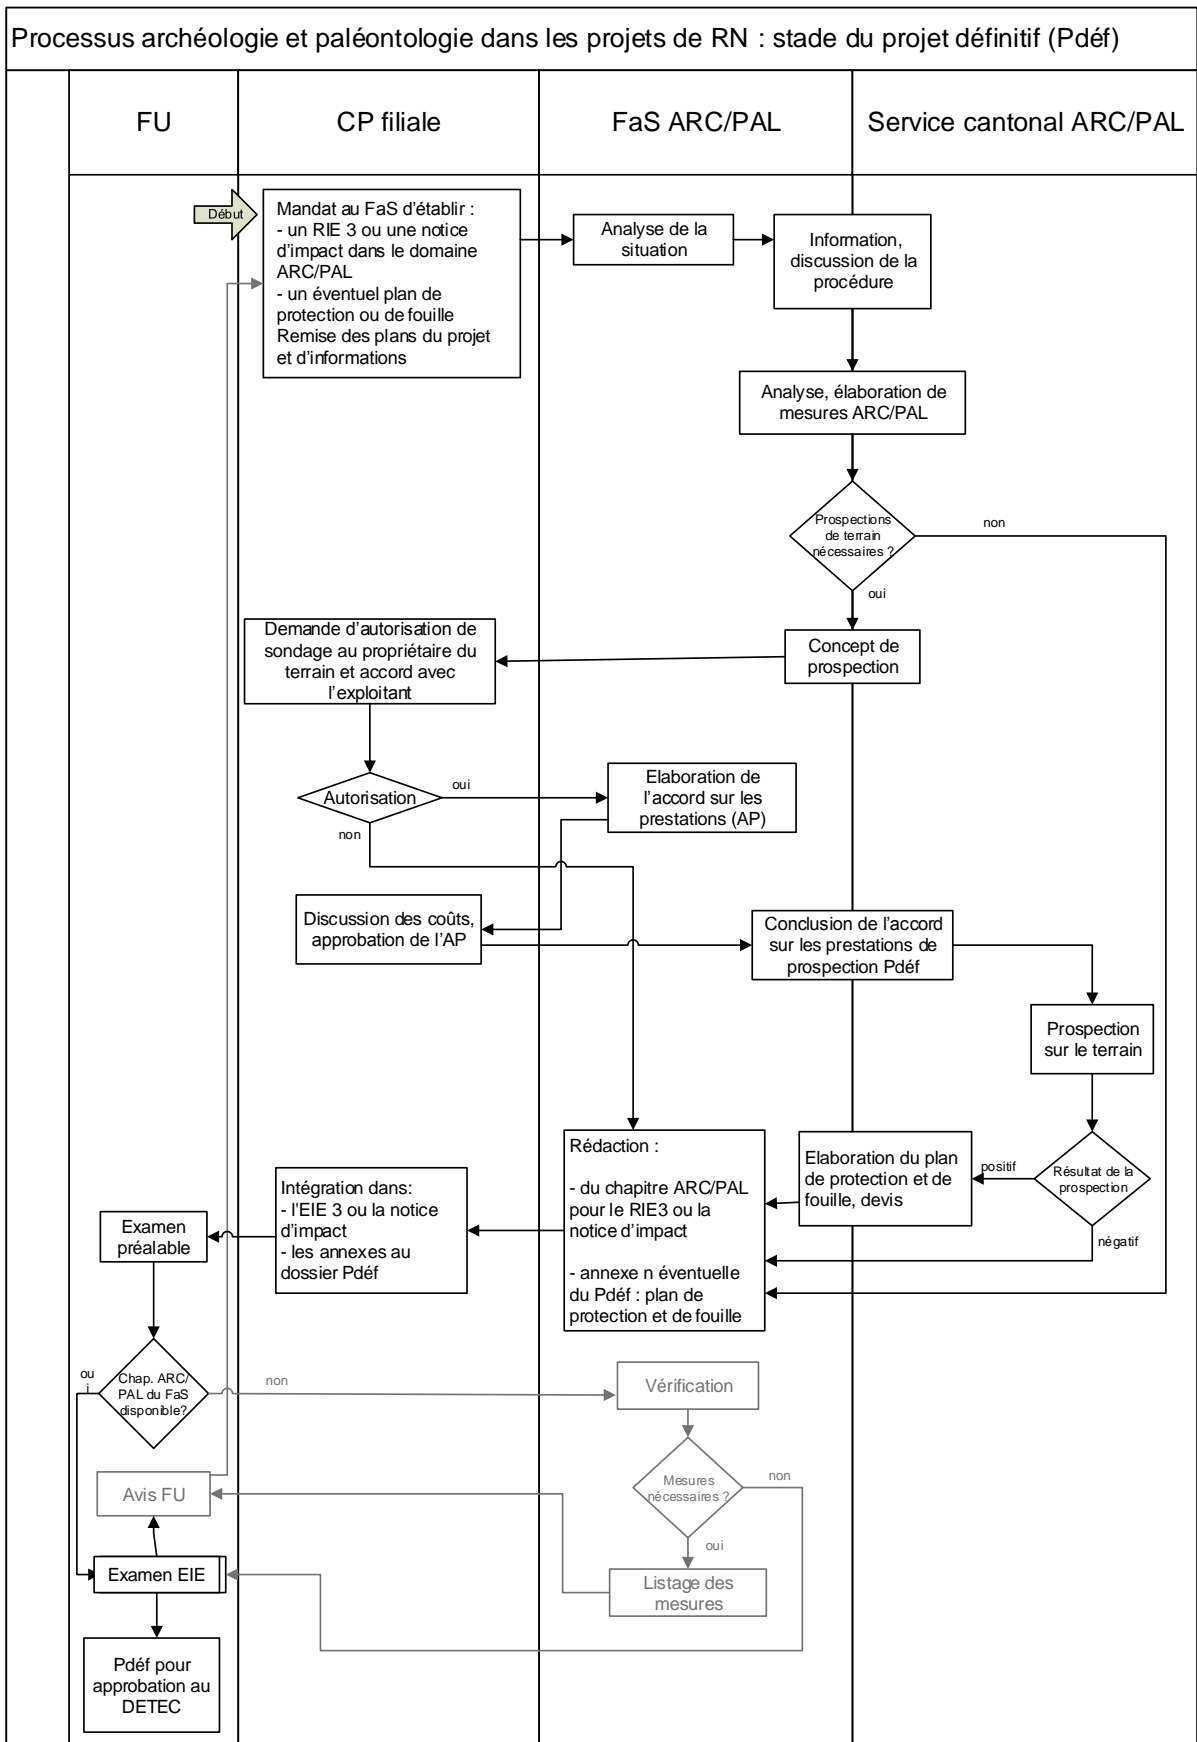 Processus archéologie et paléontologie dans les projets de RN : stade du projet définitif (Pdéf)
FU
CP filiale
FaS ARC/PAL
Service cantonal ARC/PAL
Début
Mandat au FaS d'établir :
- un RIE 3 ou une notice
d'impact dans le domaine
ARC/PAL
- un éventuel plan de
protection ou de fouille
Remise des plans du projet
et d'informations
Analyse de la
situation
Information,
discussion de la
procédure
Analyse, élaboration de
mesures ARC/PAL
Prospections
de terrain
nécessaires ?
non
oui
Concept de
prospection
Demande d'autorisation de
sondage au propriétaire du
terrain et accord avec
l'exploitant
Autorisation
oui
non
Elaboration de
l'accord sur les
prestations (AP)
Discussion des coûts,
approbation de l'AP
Conclusion de l'accord
sur les prestations de
prospection Pdéf
Prospection
sur le terrain
Résultat de la
prospection
positif
négatif
Elaboration du plan
de protection et de
fouille, devis
Rédaction :
- du chapitre ARC/PAL
pour le RIE3 ou la
notice d'impact
- annexe n éventuelle
du Pdéf : plan de
protection et de fouille
Intégration dans:
- l'EIE 3 ou la notice
d'impact
- les annexes au
dossier Pdéf
Examen
préalable
Chap. ARC/
PAL du FaS
disponible?
ou
i
non
Vérification
Mesures
nécessaires ?
non
oui
Listage des
mesures
Avis FU
Examen EIE
Pdéf pour
approbation au
DETEC